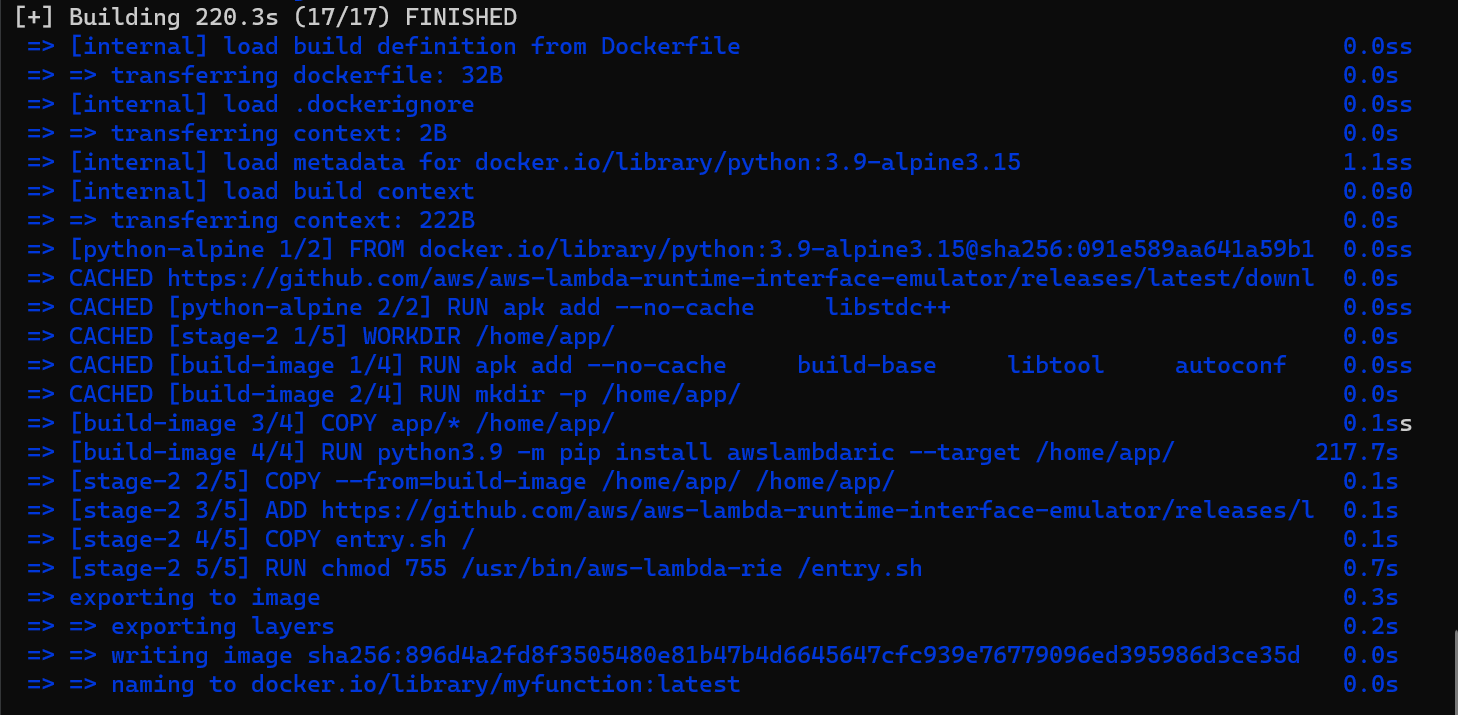 [+] Building 220.3s (17/17) FINISHED
=> [internal] load build definition from Dockerfile 0.0ss
=> => transferring dockerfile: 32B 0.0s
=> [internal] load .dockerignore 0.0ss
=> => transferring context: 2B 0.0s
=> [internal] load metadata for docker.io/library/python:3.9-alpine3.15 1.1ss
=> [internal] load build context 0.0s0
=> => transferring context: 222B 0.0s
=> [python-alpine 1/2] FROM docker.io/library/python:3.9-alpine3.15@sha256:091e589aa641a59b1 0.0ss
=> CACHED https://github.com/aws/aws-lambda-runtime-interface-emulator/releases/latest/downl 0.0s
=> CACHED [python-alpine 2/2] RUN apk add --no-cache     libstdc++ 0.0ss
=> CACHED [stage-2 1/5] WORKDIR /home/app/ 0.0s
=> CACHED [build-image 1/4] RUN apk add --no-cache     build-base     libtool     autoconf 0.0ss
=> CACHED [build-image 2/4] RUN mkdir -p /home/app/ 0.0s
=> [build-image 3/4] COPY app/* /home/app/ 0.1ss
=> [build-image 4/4] RUN python3.9 -m pip install awslambdaric --target /home/app/ 217.7s
=> [stage-2 2/5] COPY --from=build-image /home/app/ /home/app/ 0.1s
=> [stage-2 3/5] ADD https://github.com/aws/aws-lambda-runtime-interface-emulator/releases/l 0.1s
=> [stage-2 4/5] COPY entry.sh / 0.1s
=> [stage-2 5/5] RUN chmod 755 /usr/bin/aws-lambda-rie /entry.sh 0.7s
=> exporting to image 0.3s
=> => exporting layers 0.2s
=> => writing image sha256:896d4a2fd8f3505480e81b47b4d6645647cfc939e76779096ed395986d3ce35d 0.0s
=> => naming to docker.io/library/myfunction:latest 0.0s